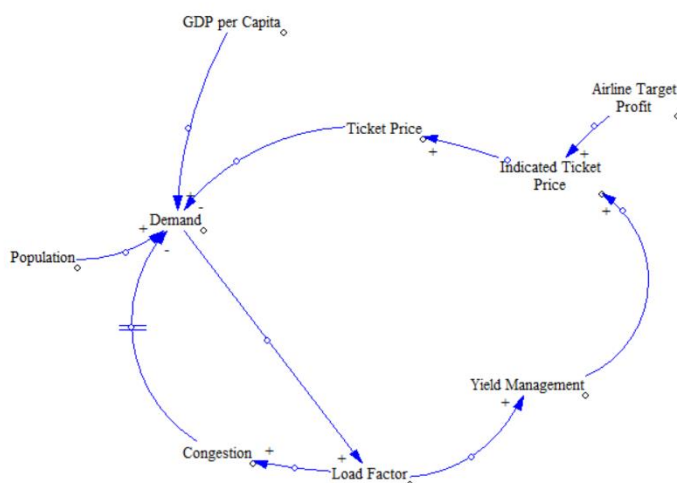 GDP per Capita
Airline Target
Profit
Ticket Price
+
+
Indicated Ticket
Price
+
+
-
Demand
+
-
Population
Yield Management
+
Congestion
+
+
Load Factor